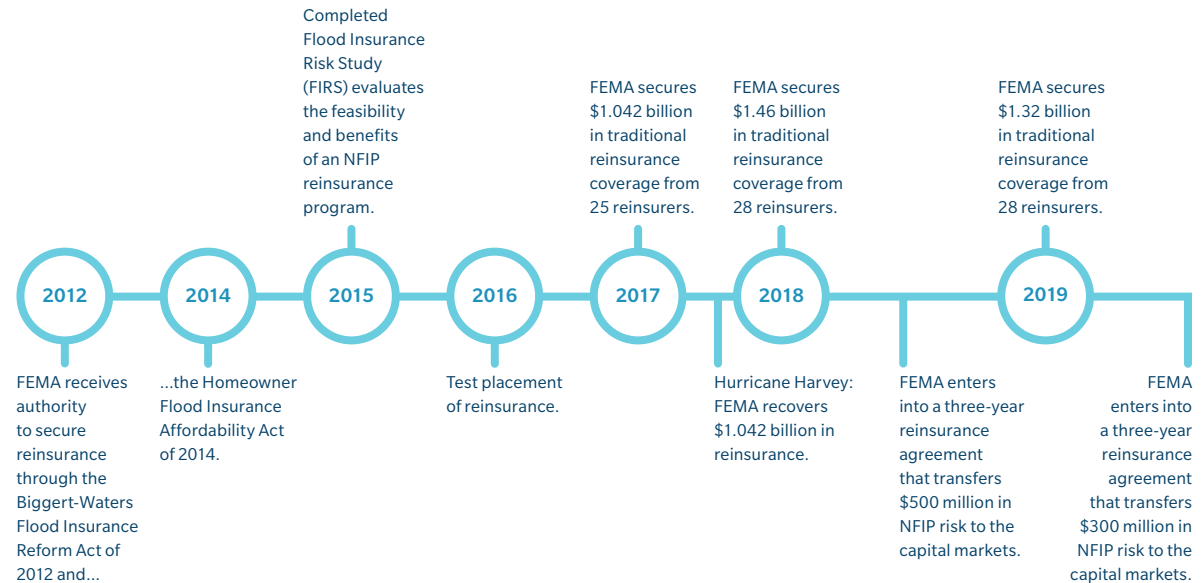 2012
FEMA receives
authority
to secure
reinsurance
through the
Biggert-Waters
Flood Insurance
Reform Act of
2012 and...
2014
...the Homeowner
Flood Insurance
Affordability Act
of 2014.
Completed
Flood Insurance
Risk Study
(FIRS) evaluates
the feasibility
and benefits
of an NFIP
reinsurance
program.
2015
2016
Test placement
of reinsurance.
FEMA secures
$1.042 billion
in traditional
reinsurance
coverage from
25 reinsurers.
2017
Hurricane Harvey:
FEMA recovers
$1.042 billion in
reinsurance.
FEMA secures
$1.46 billion
in traditional
reinsurance
coverage from
28 reinsurers.
2018
FEMA enters
into a three-year
reinsurance
agreement
that transfers
$500 million in
NFIP risk to the
capital markets.
FEMA secures
$1.32 billion
in traditional
reinsurance
coverage from
28 reinsurers.
2019
FEMA
enters into
a three-year
reinsurance
agreement
that transfers
$300 million in
NFIP risk to the
capital markets.